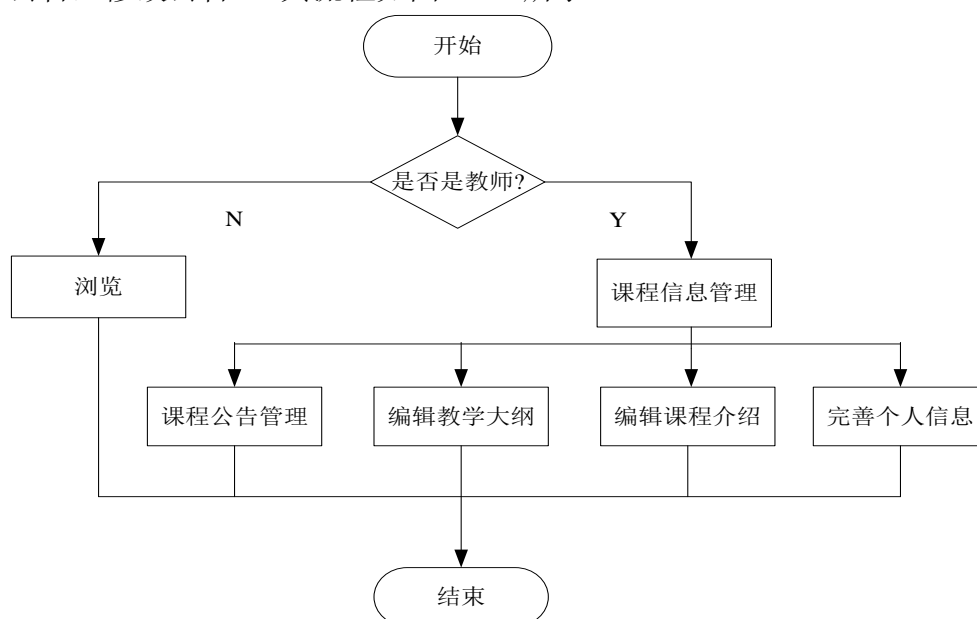 开始
是否是教师?
N
Y
浏览
课程信息管理
课程公告管理
编辑教学大纲
编辑课程介绍
完善个人信息
结束